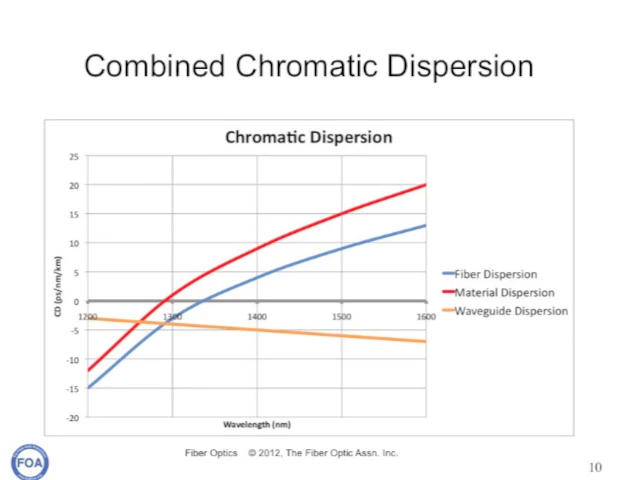 Combined Chromatic Dispersion
Chromatic Dispersion
25
20
15
10
5
0
-5
-10
-15
-20
CD (ps/nm/km)
1200 1300 1400 1500 1600
Wavelength (nm)
Fiber Dispersion
Material Dispersion
Waveguide Dispersion
FOA
Fiber Optics © 2012, The Fiber Optic Assn. Inc.
10